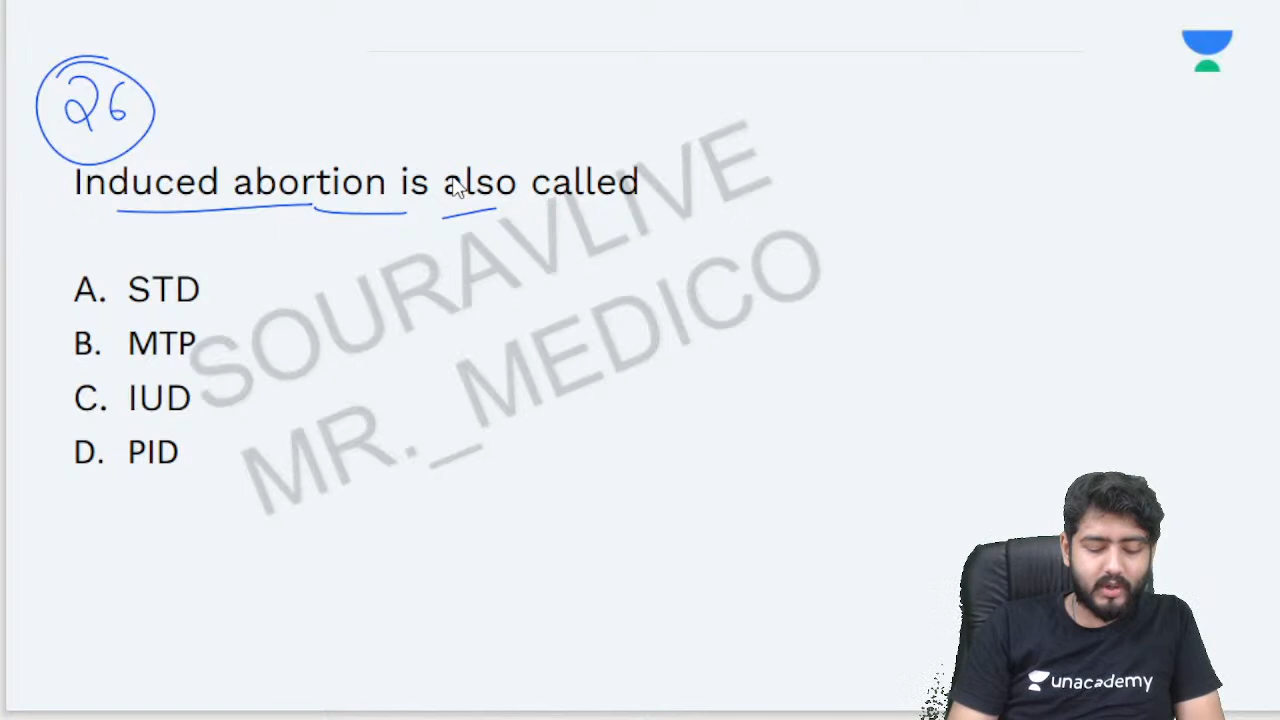 26
Induced abortion is also called
A. STD
B. MTP
C. IUD
D. PID
SOURAVLIVE
MR._MEDICO
unacademy